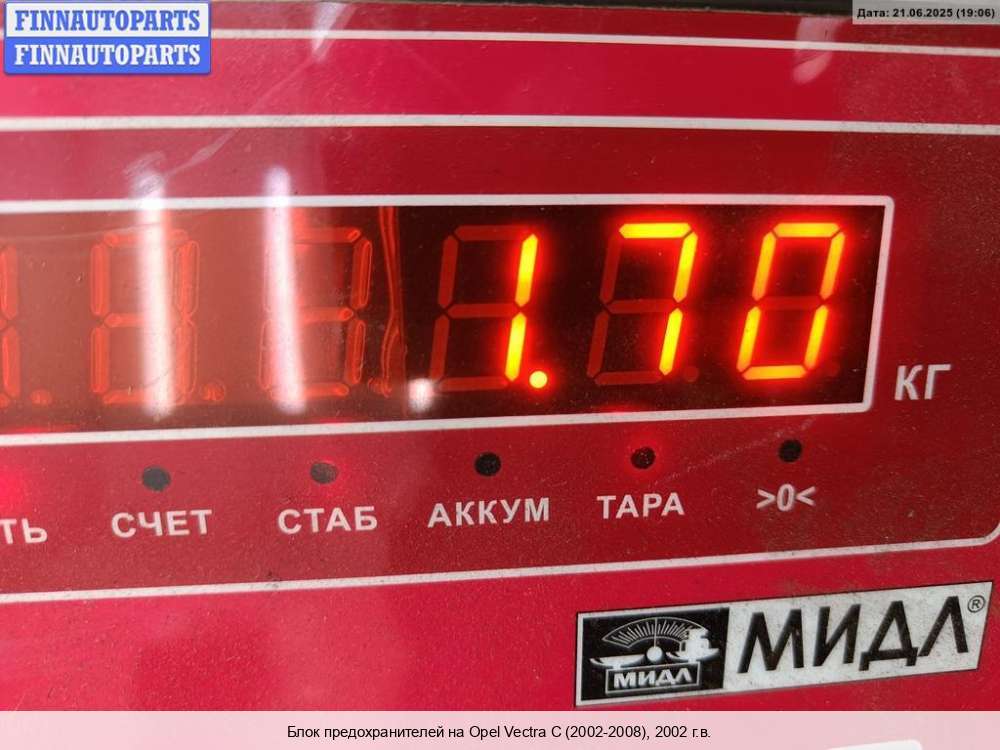 FINNAUTOPARTS
FINNAUTOPARTS
Дата: 21.06.2025 (19:06)
1.70
КГ
ТЬ СЧЕТ СТАБ АККУМ ТАРА >0<
МИДЛ МИДЛ®
Блок предохранителей на Opel Vectra C (2002-2008), 2002 г.в.